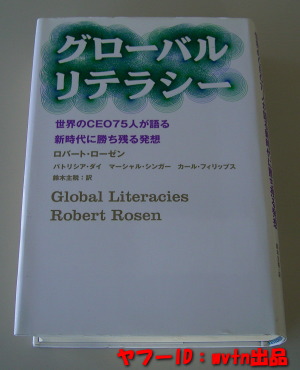 グローバル
リテラシー
世界のCEO75人が語る
新時代に勝ち残る発想
ロバート・ローゼン
パトリシア・ダイ マーシャル・シンガー カール・フィリップス
鈴木主税：訳
Global Literacies
Robert Rosen
ヤフーID：mvfn出品